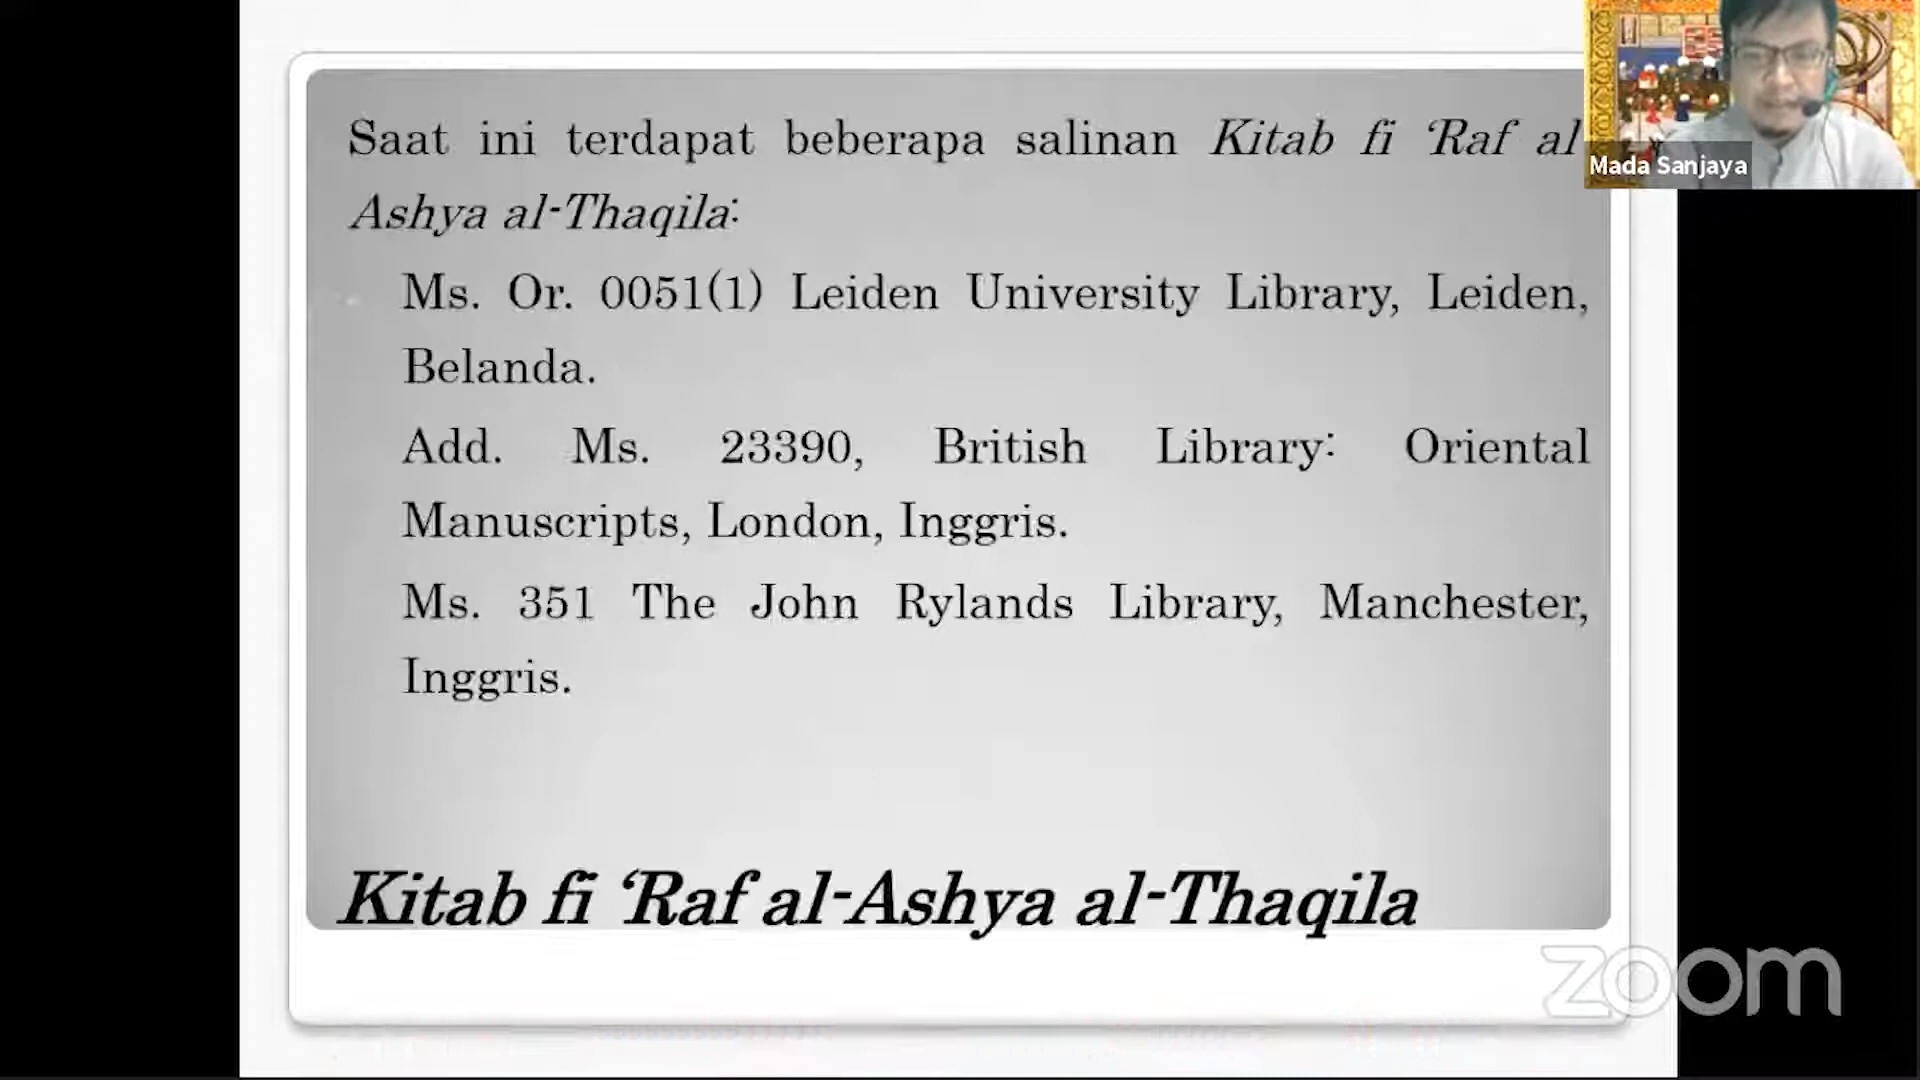 Saat ini terdapat beberapa salinan Kitab fi ‘Raf al-
Ashya al-Thaqila:
Ms. Or. 0051(1) Leiden University Library, Leiden,
Belanda.
Add. Ms. 23390, British Library: Oriental
Manuscripts, London, Inggris.
Ms. 351 The John Rylands Library, Manchester,
Inggris.
Kitab fi ‘Raf al-Ashya al-Thaqila
Mada Sanjaya
zoom